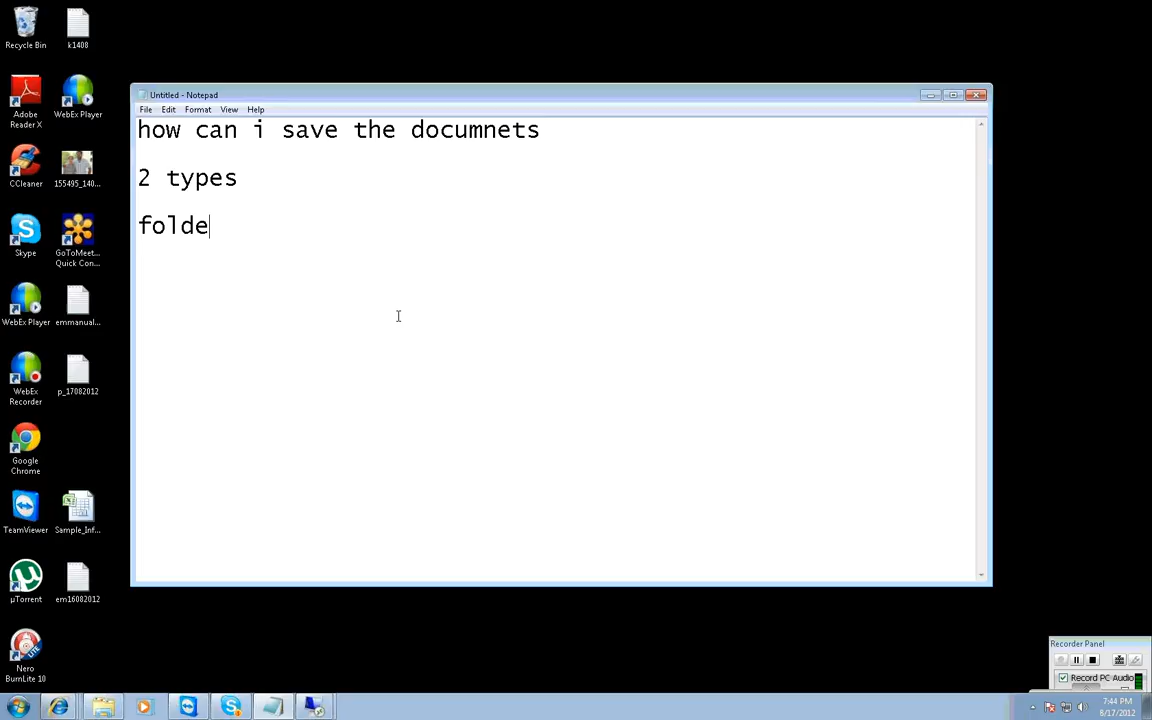 Recycle Bin
k1408
Adobe
Reader X
WebEx Player
CCleaner
155495_140...
Skype
GoToMeet...
Quick Con...
WebEx Player
emmanual...
WebEx
Recorder
p_17082012
Google
Chrome
TeamViewer
Sample_Inf...
µTorrent
em16082012
Nero
BurnLite 10
Untitled - Notepad
File Edit Format View Help
how can i save the documnets
2 types
folde
Recorder Panel
Record PC Audio
7:44 PM
8/17/2012